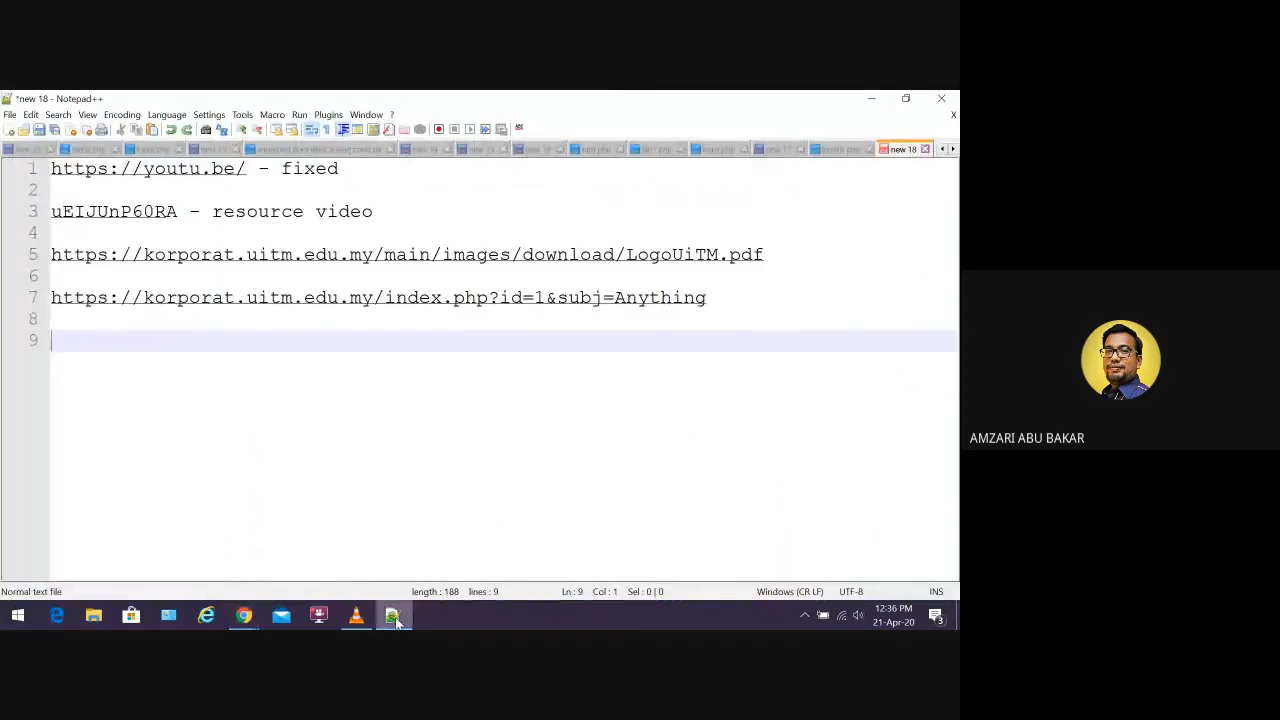 *new 18 - Notepad++
File Edit Search View Encoding Language Settings Tools Macro Run Plugins Window ?
X
new 18
1 https://youtu.be/ - fixed
2
3 uEIJUnP60RA - resource video
4
5 https://korporat.uitm.edu.my/main/images/download/LogoUiTM.pdf
6
7 https://korporat.uitm.edu.my/index.php?id=1&subj=Anything
8
9
AMZARI ABU BAKAR
Normal text file length : 188 lines : 9 Ln : 9 Col : 1 Sel : 0 | 0 Windows (CR LF) UTF-8 INS
12:36 PM
21-Apr-20
3